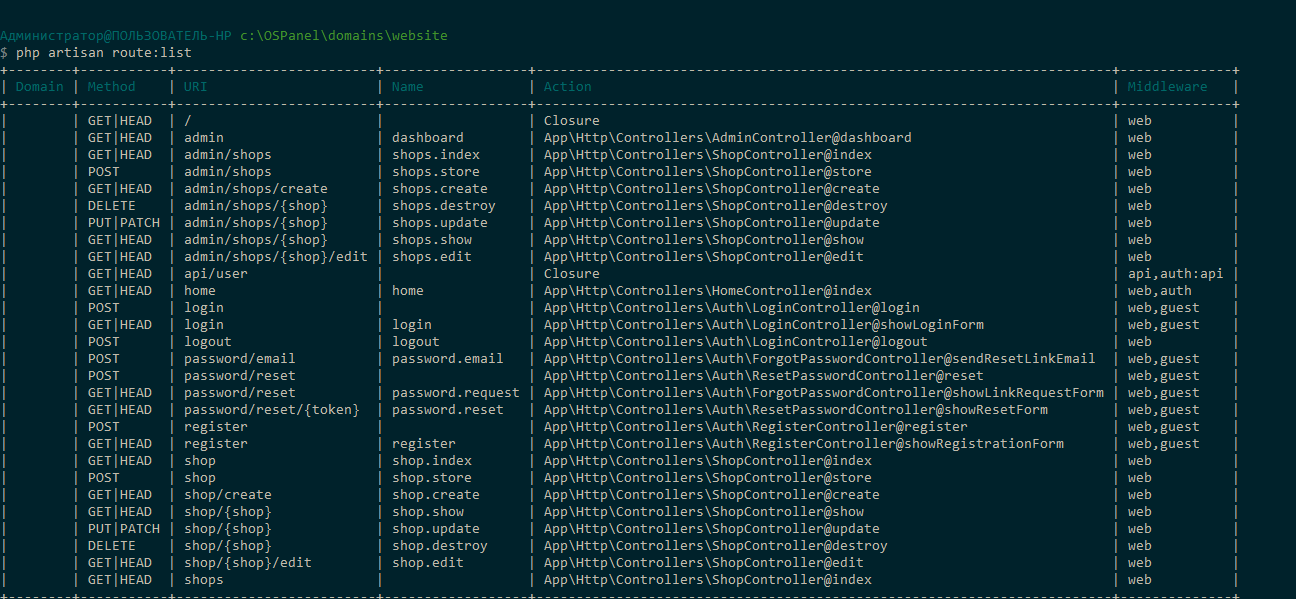 Администратор@ПОЛЬЗОВАТЕЛЬ-HP c:\OSPanel\domains\website
$ php artisan route:list
+--------+-----------+-------------------------+------------------+------------------------------------------------------------------------+--------------+
| Domain | Method    | URI                     | Name             | Action                                                                 | Middleware   |
+--------+-----------+-------------------------+------------------+------------------------------------------------------------------------+--------------+
|        | GET|HEAD  | /                       |                  | Closure                                                                | web          |
|        | GET|HEAD  | admin                   | dashboard        | App\Http\Controllers\AdminController@dashboard                         | web          |
|        | GET|HEAD  | admin/shops             | shops.index      | App\Http\Controllers\ShopController@index                              | web          |
|        | POST      | admin/shops             | shops.store      | App\Http\Controllers\ShopController@store                              | web          |
|        | GET|HEAD  | admin/shops/create      | shops.create     | App\Http\Controllers\ShopController@create                             | web          |
|        | DELETE    | admin/shops/{shop}      | shops.destroy    | App\Http\Controllers\ShopController@destroy                            | web          |
|        | PUT|PATCH | admin/shops/{shop}      | shops.update     | App\Http\Controllers\ShopController@update                             | web          |
|        | GET|HEAD  | admin/shops/{shop}      | shops.show       | App\Http\Controllers\ShopController@show                               | web          |
|        | GET|HEAD  | admin/shops/{shop}/edit | shops.edit       | App\Http\Controllers\ShopController@edit                               | web          |
|        | GET|HEAD  | api/user                |                  | Closure                                                                | api,auth:api |
|        | GET|HEAD  | home                    | home             | App\Http\Controllers\HomeController@index                              | web,auth     |
|        | POST      | login                   |                  | App\Http\Controllers\Auth\LoginController@login                        | web,guest    |
|        | GET|HEAD  | login                   | login            | App\Http\Controllers\Auth\LoginController@showLoginForm                | web,guest    |
|        | POST      | logout                  | logout           | App\Http\Controllers\Auth\LoginController@logout                       | web          |
|        | POST      | password/email          | password.email   | App\Http\Controllers\Auth\ForgotPasswordController@sendResetLinkEmail  | web,guest    |
|        | POST      | password/reset          |                  | App\Http\Controllers\Auth\ResetPasswordController@reset                | web,guest    |
|        | GET|HEAD  | password/reset          | password.request | App\Http\Controllers\Auth\ForgotPasswordController@showLinkRequestForm | web,guest    |
|        | GET|HEAD  | password/reset/{token}  | password.reset   | App\Http\Controllers\Auth\ResetPasswordController@showResetForm        | web,guest    |
|        | POST      | register                |                  | App\Http\Controllers\Auth\RegisterController@register                  | web,guest    |
|        | GET|HEAD  | register                | register         | App\Http\Controllers\Auth\RegisterController@showRegistrationForm      | web,guest    |
|        | GET|HEAD  | shop                    | shop.index       | App\Http\Controllers\ShopController@index                              | web          |
|        | POST      | shop                    | shop.store       | App\Http\Controllers\ShopController@store                              | web          |
|        | GET|HEAD  | shop/create             | shop.create      | App\Http\Controllers\ShopController@create                             | web          |
|        | GET|HEAD  | shop/{shop}             | shop.show        | App\Http\Controllers\ShopController@show                               | web          |
|        | PUT|PATCH | shop/{shop}             | shop.update      | App\Http\Controllers\ShopController@update                             | web          |
|        | DELETE    | shop/{shop}             | shop.destroy     | App\Http\Controllers\ShopController@destroy                            | web          |
|        | GET|HEAD  | shop/{shop}/edit        | shop.edit        | App\Http\Controllers\ShopController@edit                               | web          |
|        | GET|HEAD  | shops                   |                  | App\Http\Controllers\ShopController@index                              | web          |
+--------+-----------+-------------------------+------------------+------------------------------------------------------------------------+--------------+